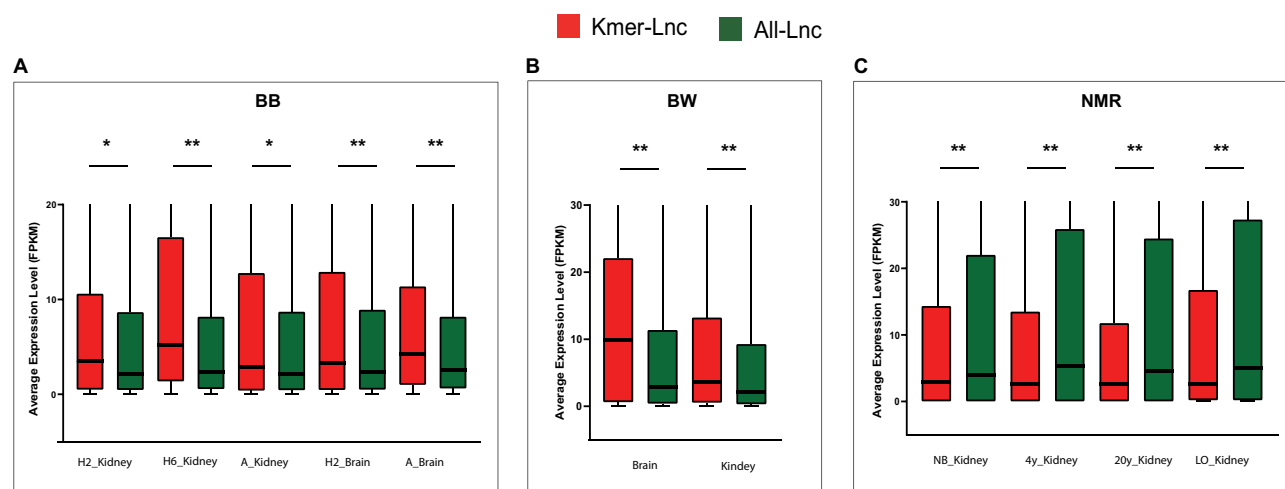 Kmer-Lnc All-Lnc
A
BB
* ** * ** **
Average Expression Level (FPKM)
20
10
0
H2_Kidney H6_Kidney A_Kidney H2_Brain A_Brain
B
BW
** **
Average Expression Level (FPKM)
30
20
10
0
Brain Kindey
C
NMR
** ** ** **
Average Expression Level (FPKM)
30
20
10
0
NB_Kidney 4y_Kidney 20y_Kidney LO_Kidney